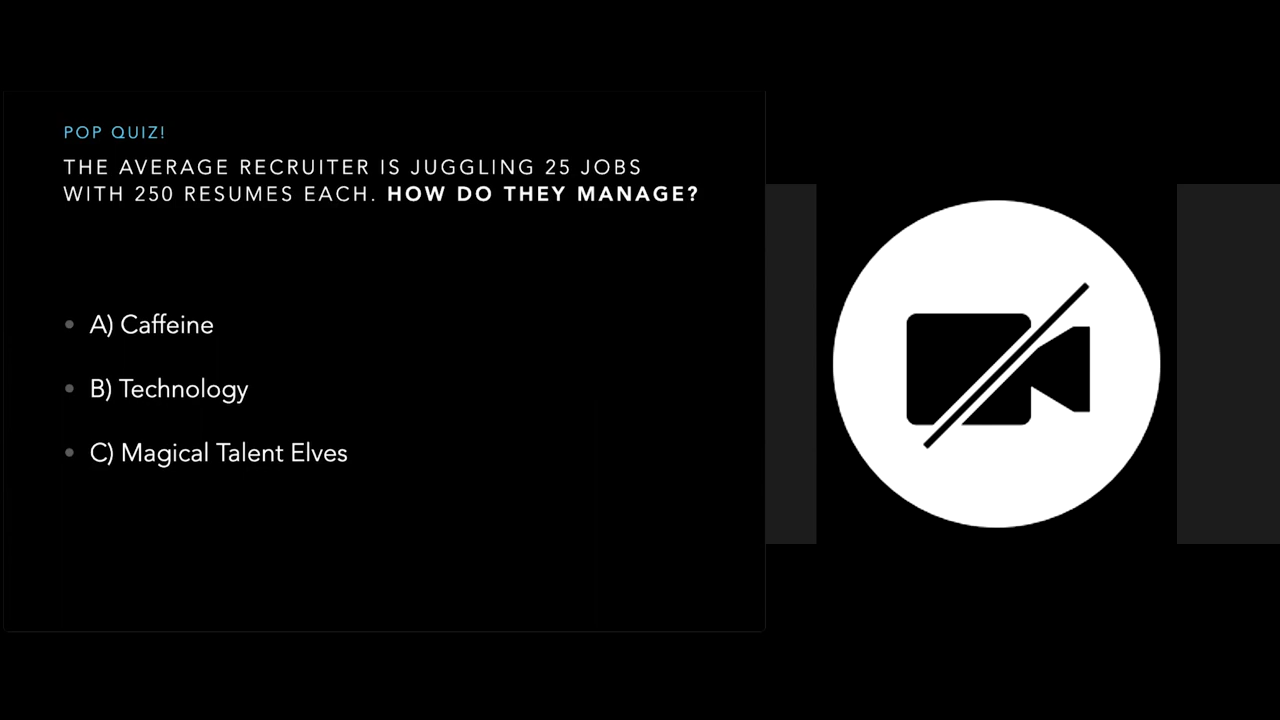 POP QUIZ!
THE AVERAGE RECRUITER IS JUGGLING 25 JOBS
WITH 250 RESUMES EACH. HOW DO THEY MANAGE?
A) Caffeine
B) Technology
C) Magical Talent Elves